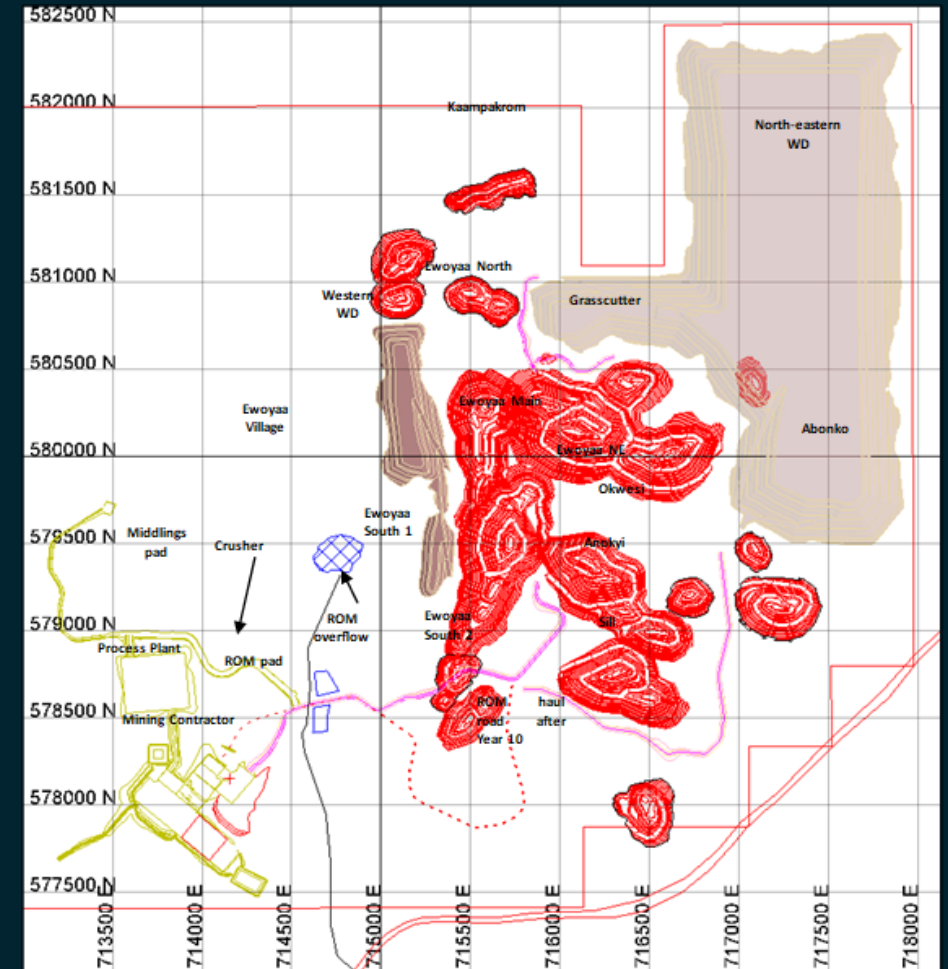 582500 N
582000 N
Kaampakrom
North-eastern
WD
581500 N
581000 N
Ewoyaa North
Western
WD
Grasscutter
580500 N
Ewoyaa Main
Ewoyaa
Village
Abonko
580000 N
Ewoyaa NE
Okwesi
Ewoyaa
South 1
579500 N
Middlings
pad
Crusher
Anokyi
579000 N
ROM
overflow
Ewoyaa
South 2
Sill
Process Plant
ROM pad
578500 N
Mining Contractor
ROM haul
road after
Year 10
578000 N
577500 N
713500 E
714000 E
714500 E
715000 E
715500 E
716000 E
716500 E
717000 E
717500 E
718000 E